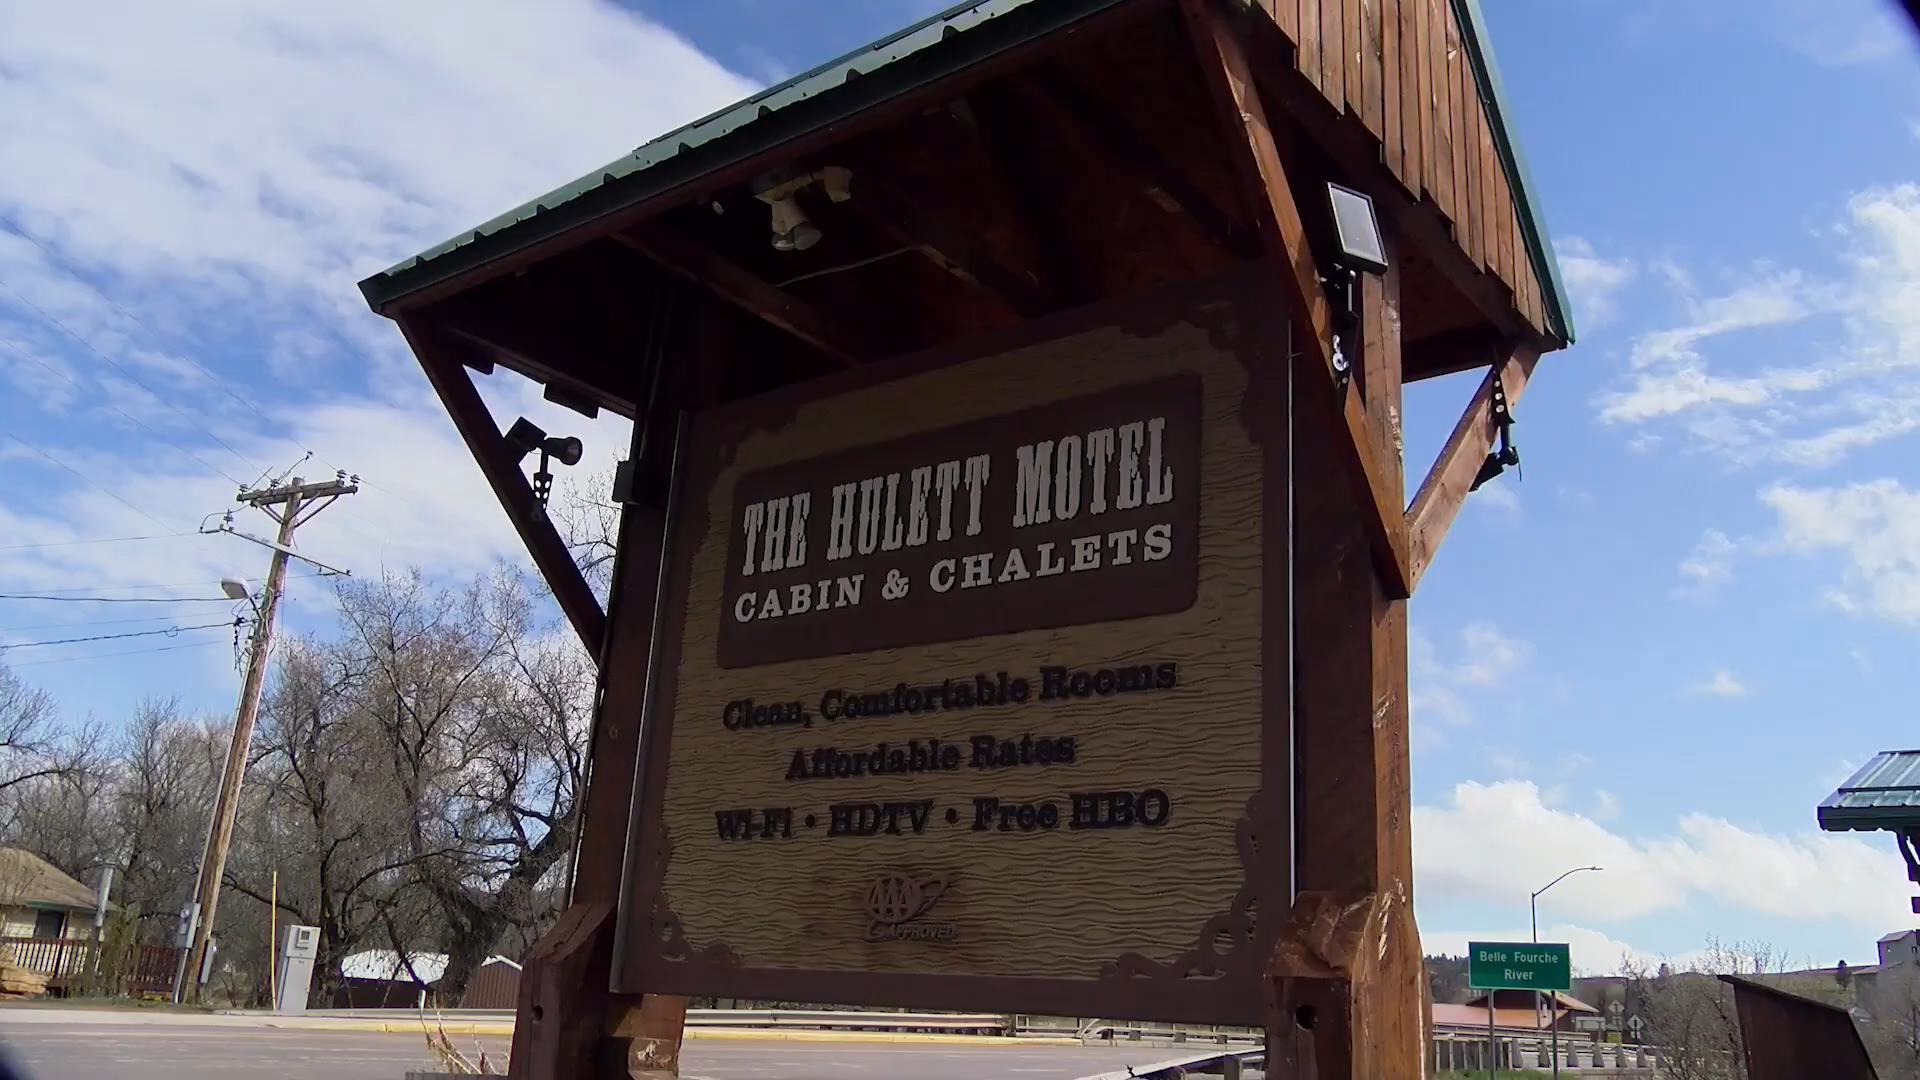 THE HULETT MOTEL
CABIN & CHALETS
Clean, Comfortable Rooms
Affordable Rates
Wi-Fi • HDTV • Free HBO
AAA
APPROVED
Belle Fourche
River